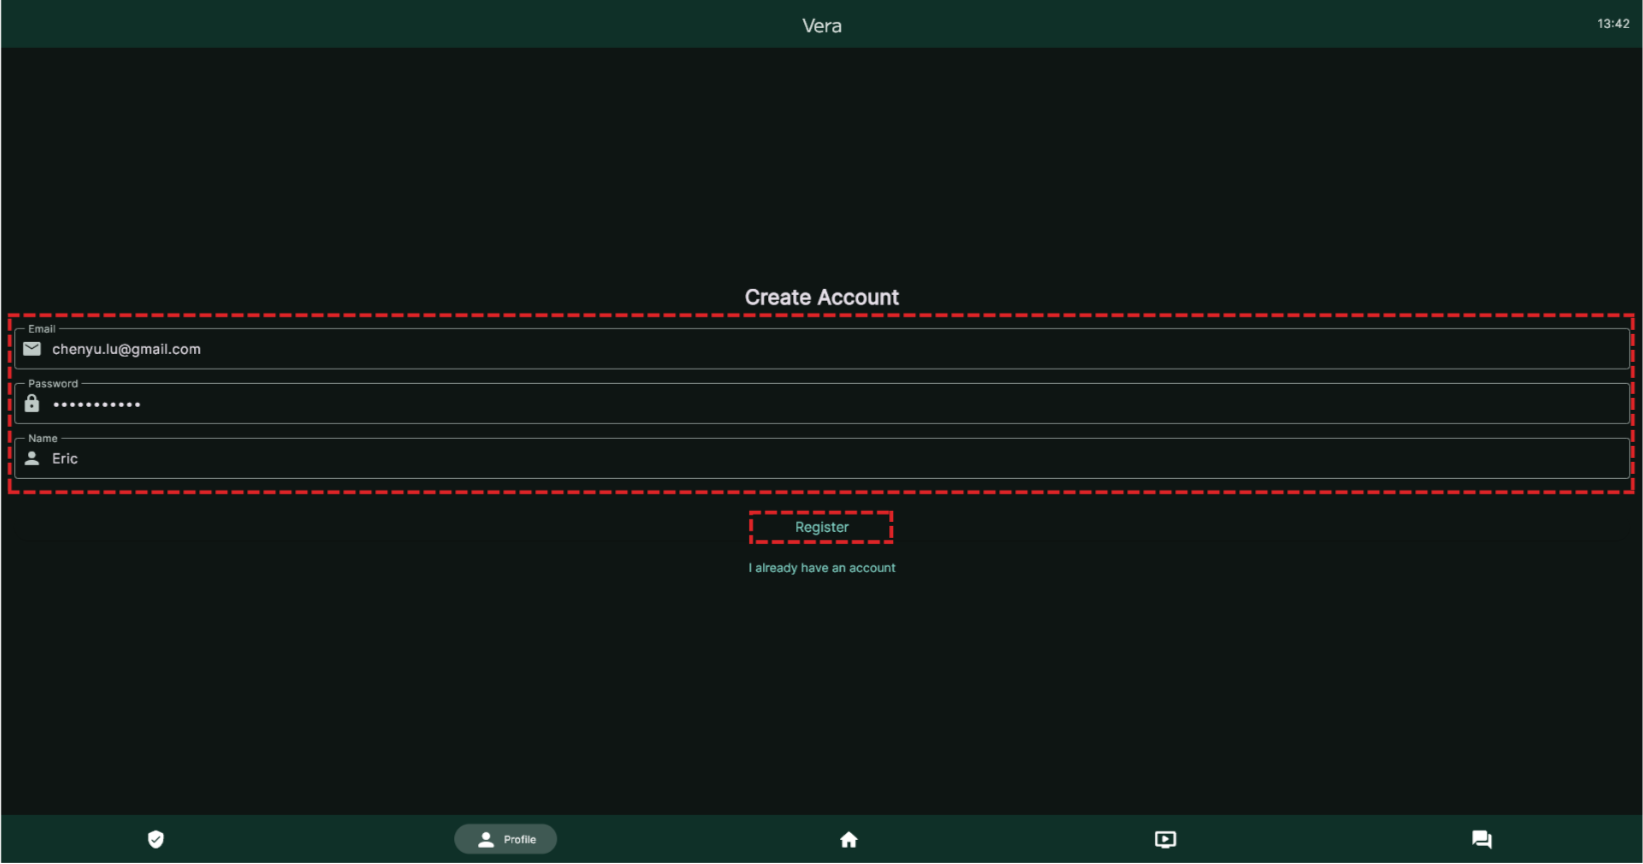 Vera
13:42
Create Account
Email
chenyu.lu@gmail.com
Password
•••••••••••
Name
Eric
Register
I already have an account
Profile